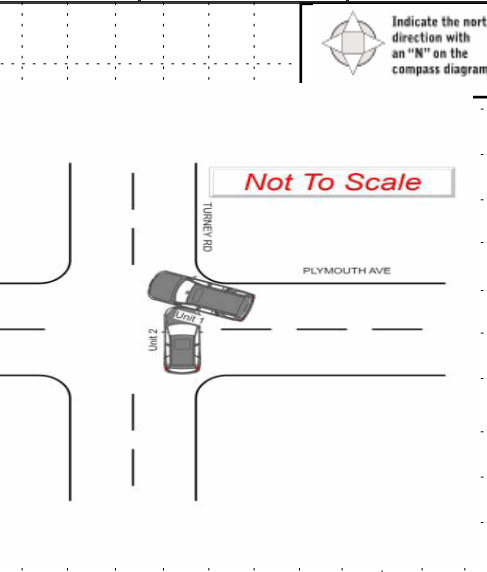 Indicate the nort
direction with
an “N” on the
compass diagram
Not To Scale
TURNEY RD
PLYMOUTH AVE
Unit 1
Unit 2